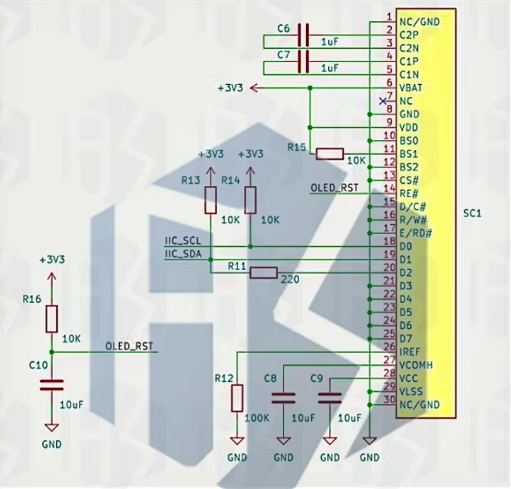 C6
1uF
C7
1uF
+3V3
R15
10K
OLED_RST
+3V3 +3V3
R13 R14
10K 10K
IIC_SCL
IIC_SDA
R11
220
+3V3
R16
10K
OLED_RST
C10
10uF
GND
R12
100K
GND
C8
10uF
GND
C9
10uF
GND
GND
1 NC/GND
2 C2P
3 C2N
4 C1P
5 C1N
6 VBAT
7 NC
8 GND
9 VDD
10 BS0
11 BS1
12 BS2
13 CS#
14 RE#
15 D/C#
16 R/W#
17 E/RD#
18 D0
19 D1
20 D2
21 D3
22 D4
23 D5
24 D6
25 D7
26 IREF
27 VCOMH
28 VCC
29 VLSS
30 NC/GND
SC1